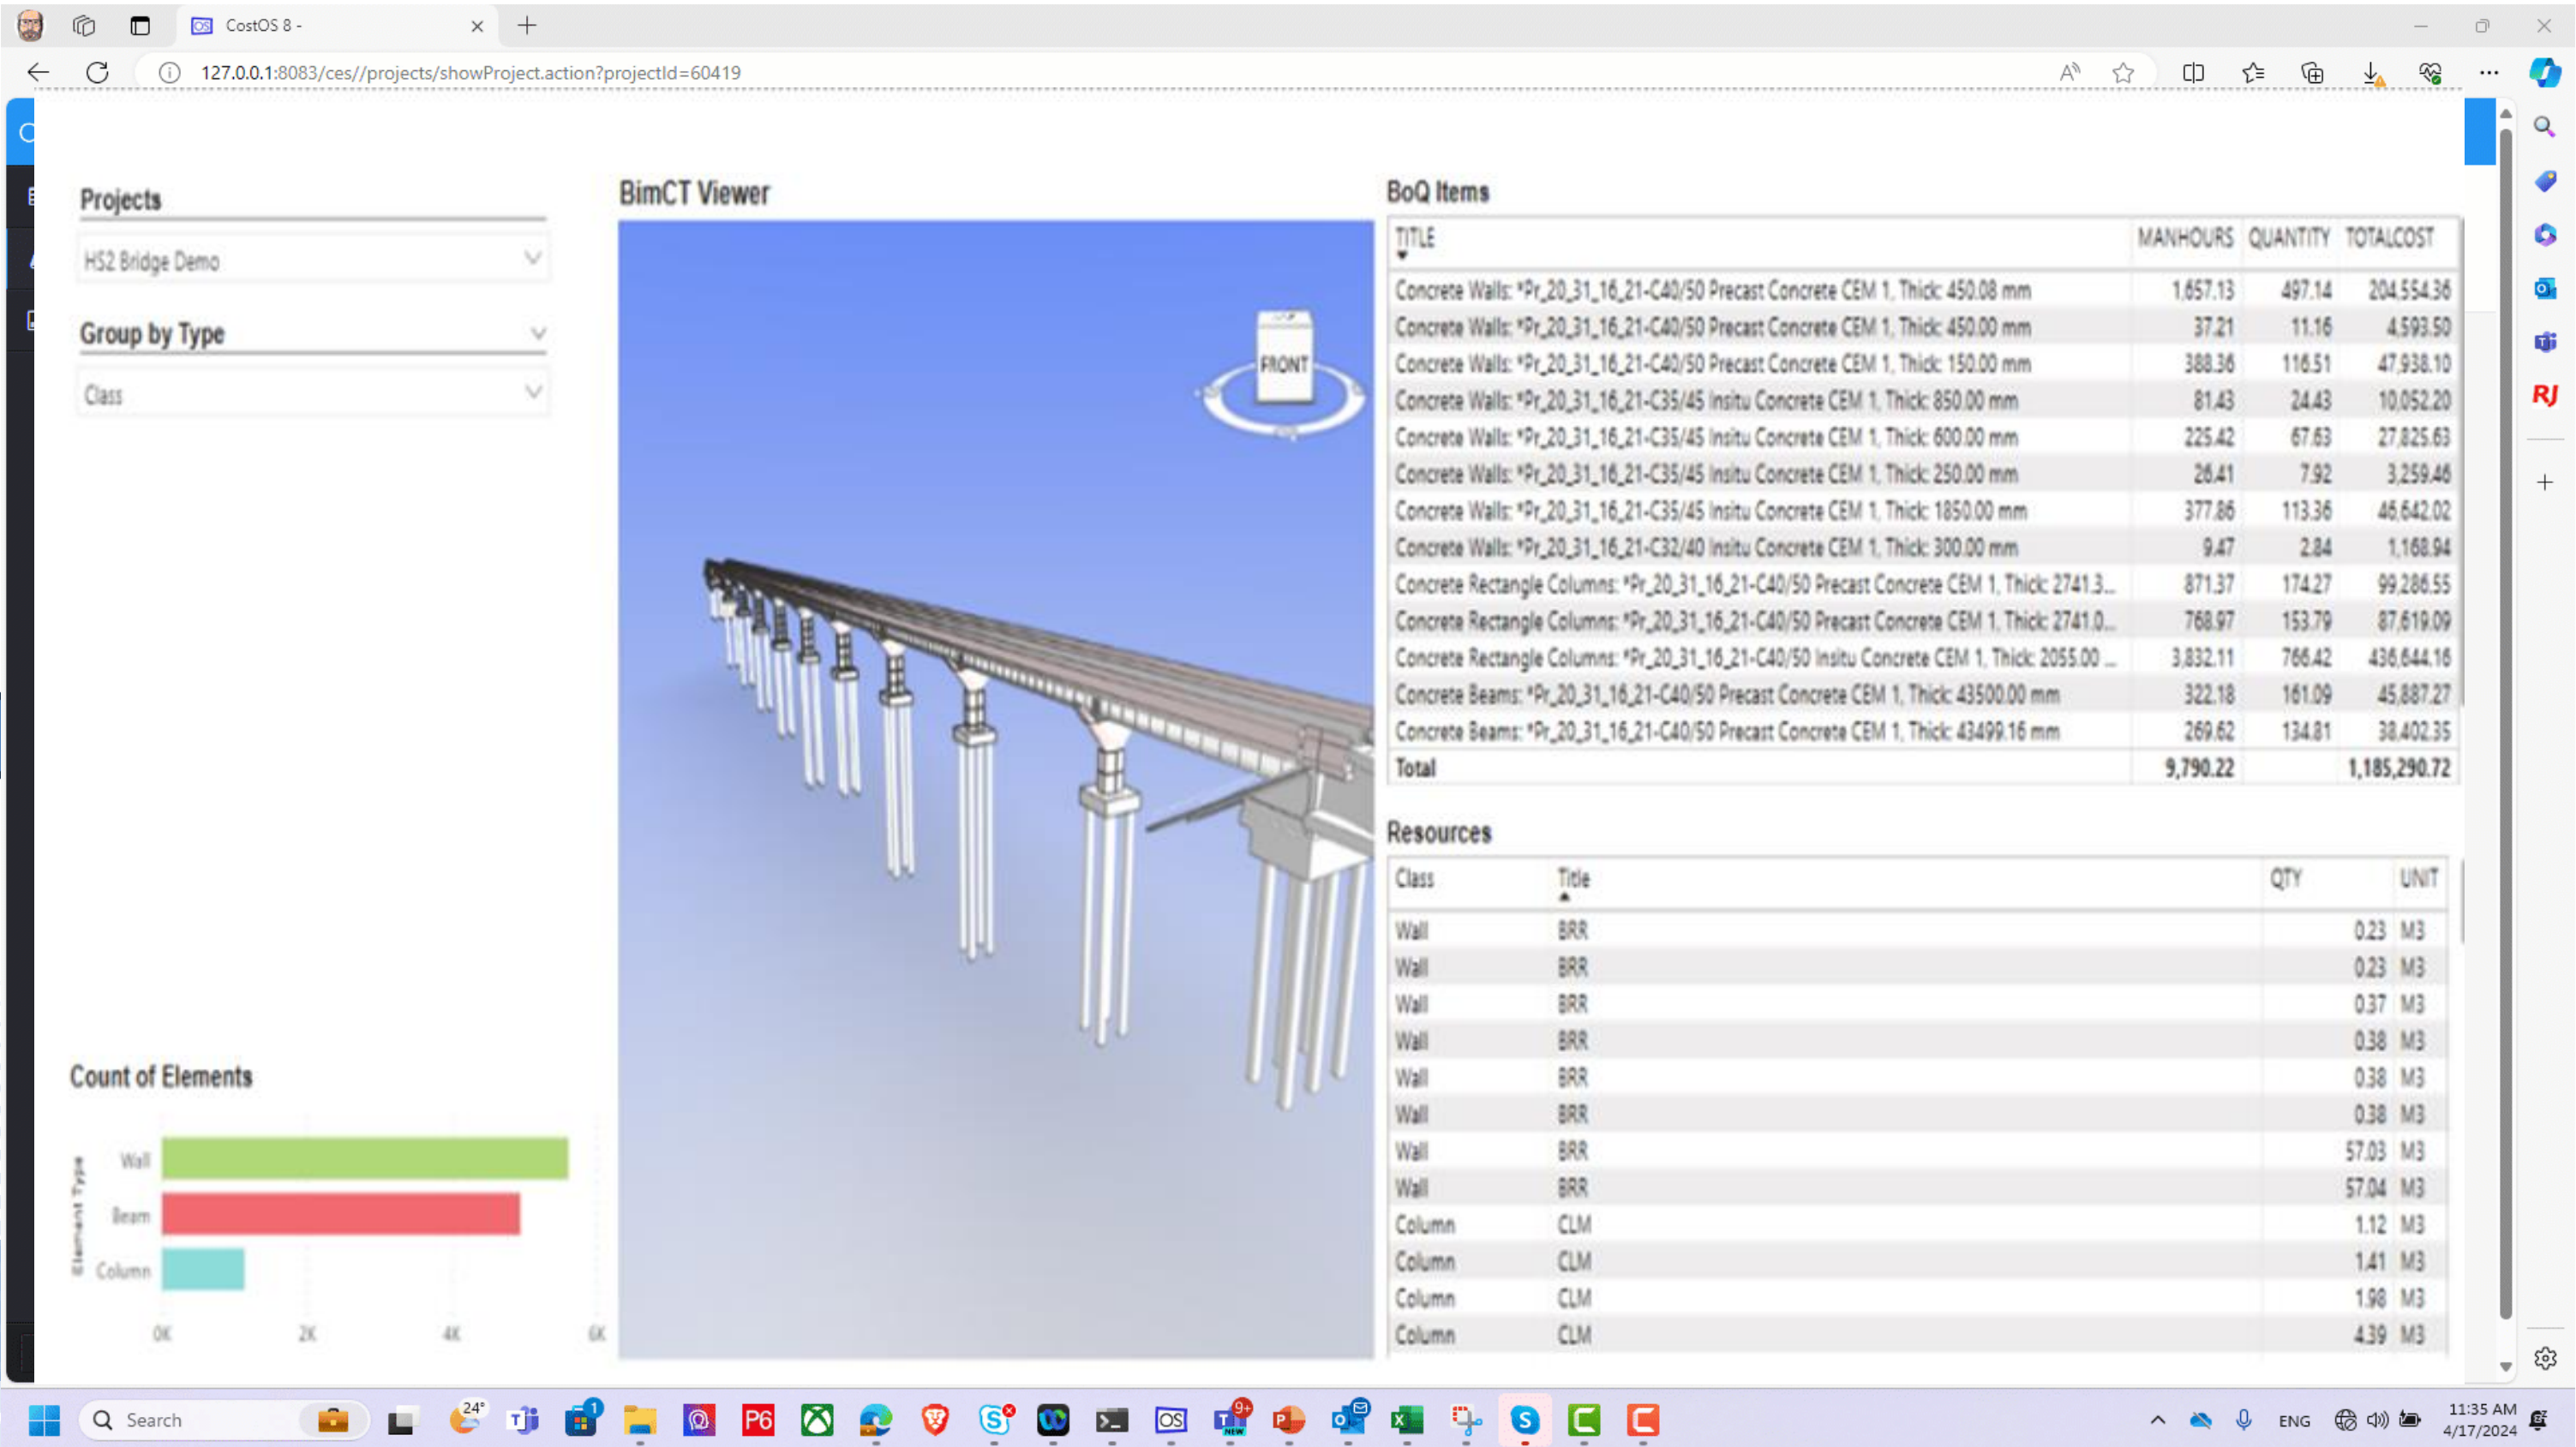 CostOS 8 -
127.0.0.1:8083/ces//projects/showProject.action?projectId=60419
Projects
HS2 Bridge Demo
Group by Type
Class
BimCT Viewer
FRONT
BoQ Items
TITLE MANHOURS QUANTITY TOTALCOST
Concrete Walls: *Pr_20_31_16_21-C40/50 Precast Concrete CEM 1, Thick: 450.08 mm 1,657.13 497.14 204,554.36
Concrete Walls: *Pr_20_31_16_21-C40/50 Precast Concrete CEM 1, Thick: 450.00 mm 37.21 11.16 4,593.50
Concrete Walls: *Pr_20_31_16_21-C40/50 Precast Concrete CEM 1, Thick: 150.00 mm 388.36 116.51 47,938.10
Concrete Walls: *Pr_20_31_16_21-C35/45 Insitu Concrete CEM 1, Thick: 850.00 mm 81.43 24.43 10,052.20
Concrete Walls: *Pr_20_31_16_21-C35/45 Insitu Concrete CEM 1, Thick: 600.00 mm 225.42 67.63 27,825.63
Concrete Walls: *Pr_20_31_16_21-C35/45 Insitu Concrete CEM 1, Thick: 250.00 mm 26.41 7.92 3,259.46
Concrete Walls: *Pr_20_31_16_21-C35/45 Insitu Concrete CEM 1, Thick: 1850.00 mm 377.86 113.36 46,642.02
Concrete Walls: *Pr_20_31_16_21-C32/40 Insitu Concrete CEM 1, Thick: 300.00 mm 9.47 2.84 1,168.94
Concrete Rectangle Columns: *Pr_20_31_16_21-C40/50 Precast Concrete CEM 1, Thick: 2741.3... 871.37 174.27 99,286.55
Concrete Rectangle Columns: *Pr_20_31_16_21-C40/50 Precast Concrete CEM 1, Thick: 2741.0... 768.97 153.79 87,619.09
Concrete Rectangle Columns: *Pr_20_31_16_21-C40/50 Insitu Concrete CEM 1, Thick: 2055.00 ... 3,832.11 766.42 436,644.16
Concrete Beams: *Pr_20_31_16_21-C40/50 Precast Concrete CEM 1, Thick: 43500.00 mm 322.18 161.09 45,887.27
Concrete Beams: *Pr_20_31_16_21-C40/50 Precast Concrete CEM 1, Thick: 43499.16 mm 269.62 134.81 38,402.35
Total 9,790.22 1,185,290.72
Resources
Class Title QTY UNIT
Wall BRR 0.23 M3
Wall BRR 0.23 M3
Wall BRR 0.37 M3
Wall BRR 0.38 M3
Wall BRR 0.38 M3
Wall BRR 0.38 M3
Wall BRR 57.03 M3
Wall BRR 57.04 M3
Column CLM 1.12 M3
Column CLM 1.41 M3
Column CLM 1.98 M3
Column CLM 4.39 M3
Count of Elements
Element Type
Wall
Beam
Column
0K 2K 4K 6K
RJ
Search
24°
1
P6
OS
9+
NEW
ENG
11:35 AM
4/17/2024